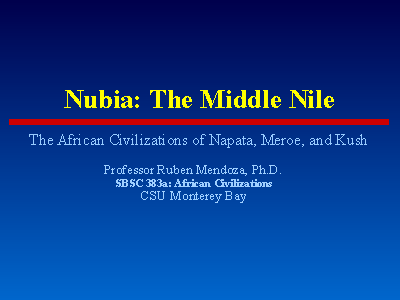 Nubia: The Middle Nile
The African Civilizations of Napata, Meroe, and Kush
Professor Ruben Mendoza, Ph.D.
SBSC 383a: African Civilizations
CSU Monterey Bay